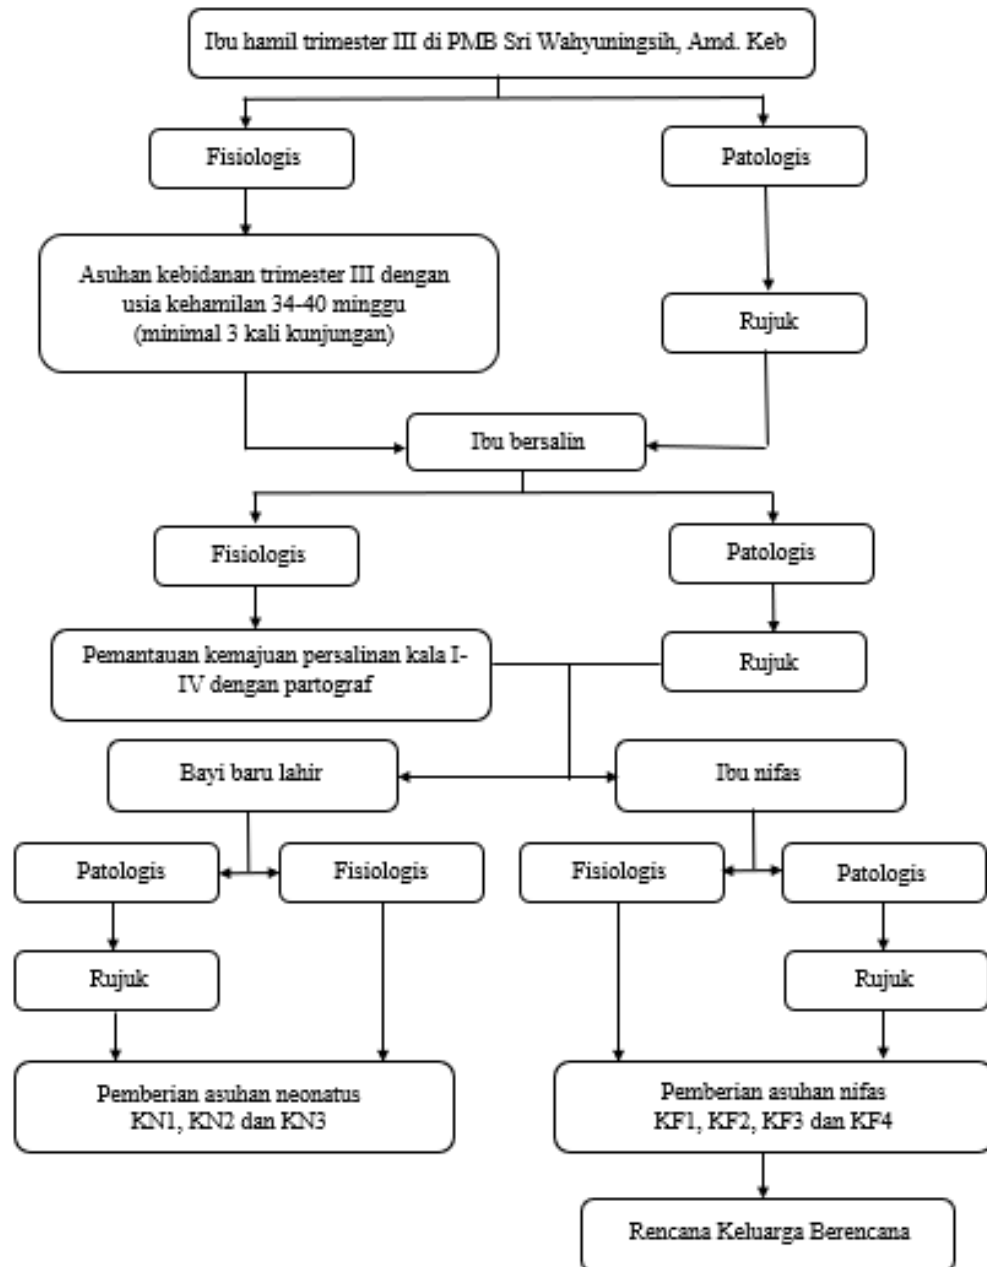 Ibu hamil trimester III di PMB Sri Wahyuningsih, Amd. Keb
Fisiologis
Patologis
Asuhan kebidanan trimester III dengan
usia kehamilan 34-40 minggu
(minimal 3 kali kunjungan)
Rujuk
Ibu bersalin
Fisiologis
Patologis
Pemantauan kemajuan persalinan kala I-
IV dengan partograf
Rujuk
Bayi baru lahir
Ibu nifas
Patologis
Fisiologis
Fisiologis
Patologis
Rujuk
Rujuk
Pemberian asuhan neonatus
KN1, KN2 dan KN3
Pemberian asuhan nifas
KF1, KF2, KF3 dan KF4
Rencana Keluarga Berencana